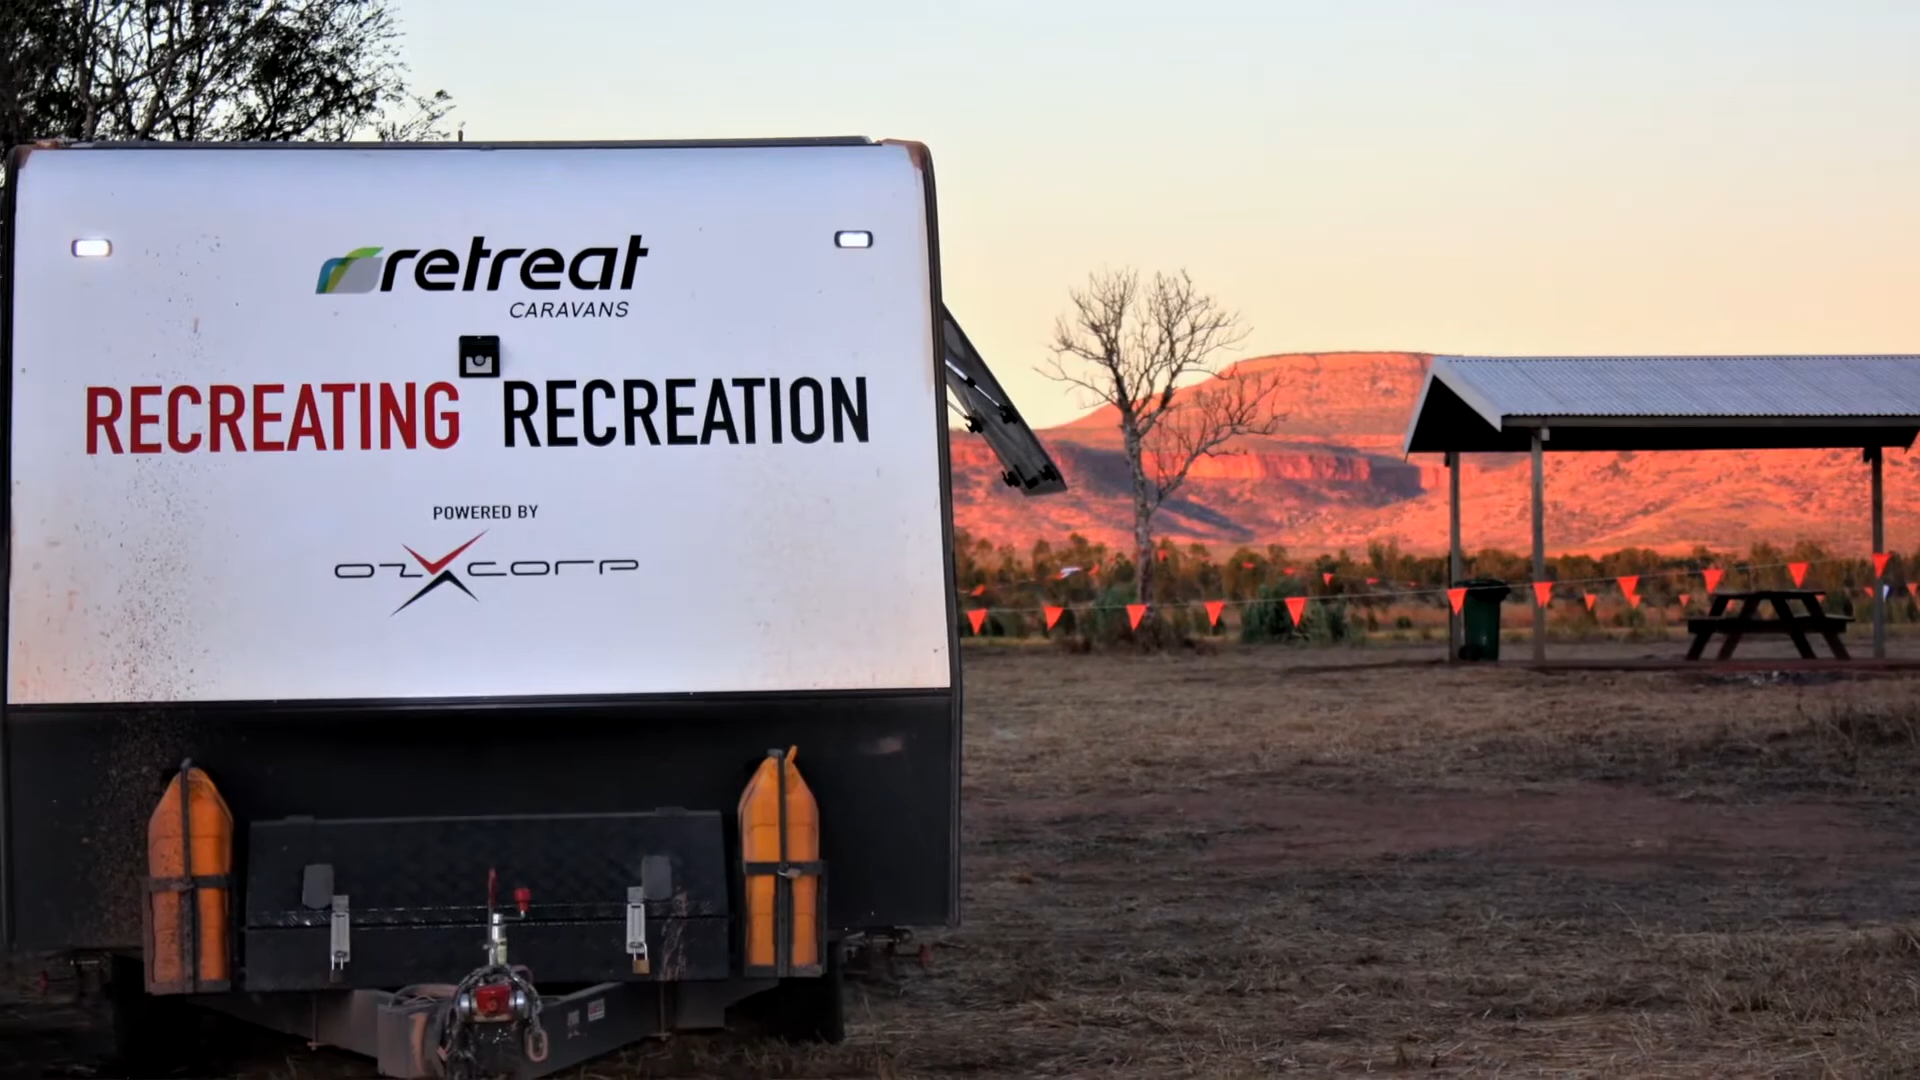 retreat
CARAVANS
RECREATING RECREATION
POWERED BY
ozxcorp